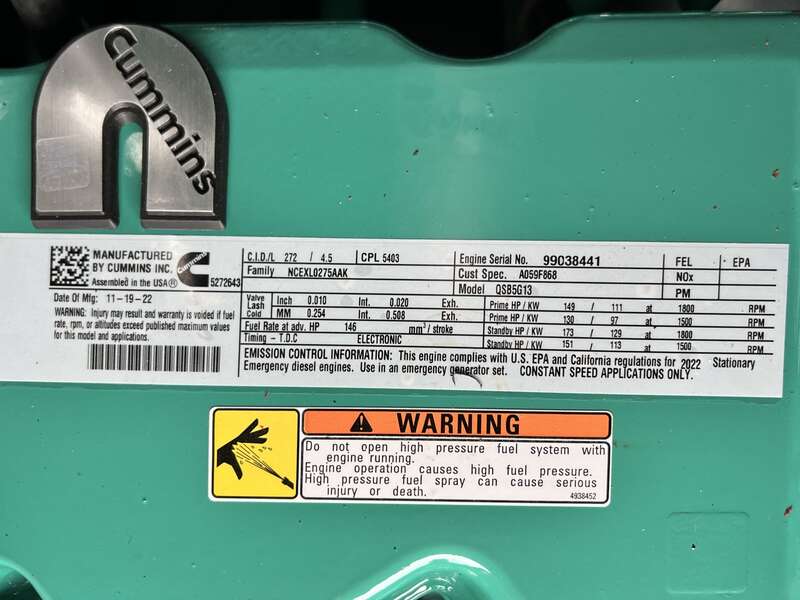 Cummins
MANUFACTURED
BY CUMMINS INC.
Assembled in the USA®
Cummins
5272643
Date Of Mfg: 11-19-22
WARNING: Injury may result and warranty is voided if fuel
rate, rpm, or altitudes exceed published maximum values
for this model and applications.
C.I.D./L 272 / 4.5 CPL 5403
Family NCEXL0275AAK
Valve Lash Cold Inch 0.010 Int. 0.020 Exh.
MM 0.254 Int. 0.508 Exh.
Fuel Rate at adv. HP 146 mm³/ stroke
Timing - T.D.C ELECTRONIC
Engine Serial No. 99038441
Cust Spec. A059F868
Model QSB5G13
FEL EPA
NOx
PM
Prime HP / KW 149 / 111 at 1800 RPM
Prime HP / KW 130 / 97 at 1500 RPM
Standby HP / KW 173 / 129 at 1800 RPM
Standby HP / KW 151 / 113 at 1500 RPM
EMISSION CONTROL INFORMATION: This engine complies with U.S. EPA and California regulations for 2022 Stationary
Emergency diesel engines. Use in an emergency generator set. CONSTANT SPEED APPLICATIONS ONLY.
WARNING
Do not open high pressure fuel system with
engine running.
Engine operation causes high fuel pressure.
High pressure fuel spray can cause serious
injury or death.
4938452